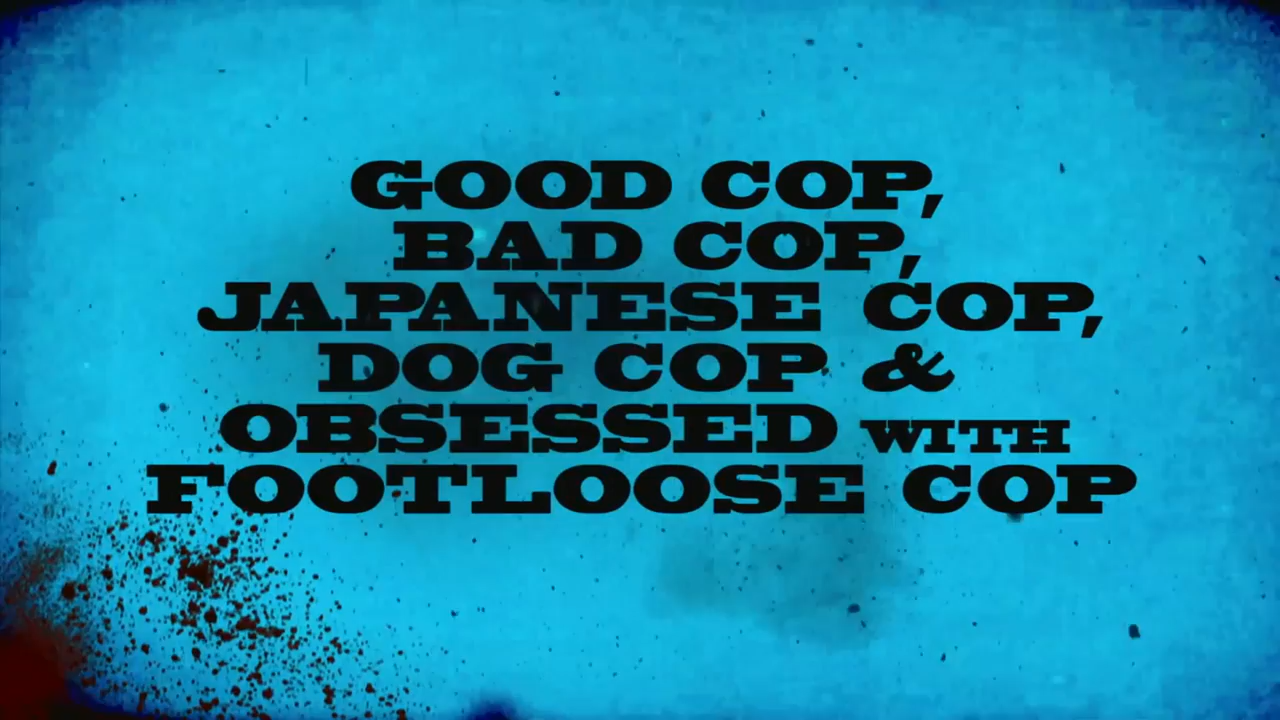 GOOD COP,
BAD COP,
JAPANESE COP,
DOG COP &
OBSESSED WITH
FOOTLOOSE COP